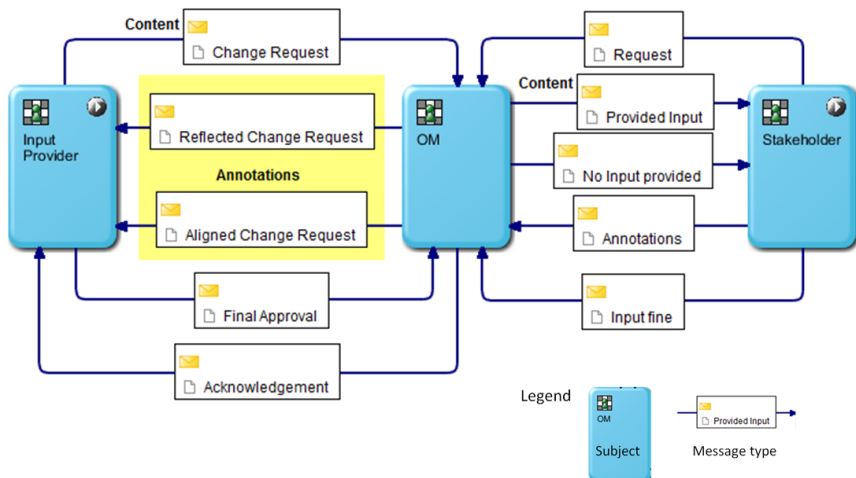 Content
Change Request
Request
Content
Input
Provider
Reflected Change Request
OM
Provided Input
Stakeholder
Annotations
No Input provided
Aligned Change Request
Annotations
Final Approval
Input fine
Acknowledgement
Legend
OM
Subject
Provided Input
Message type